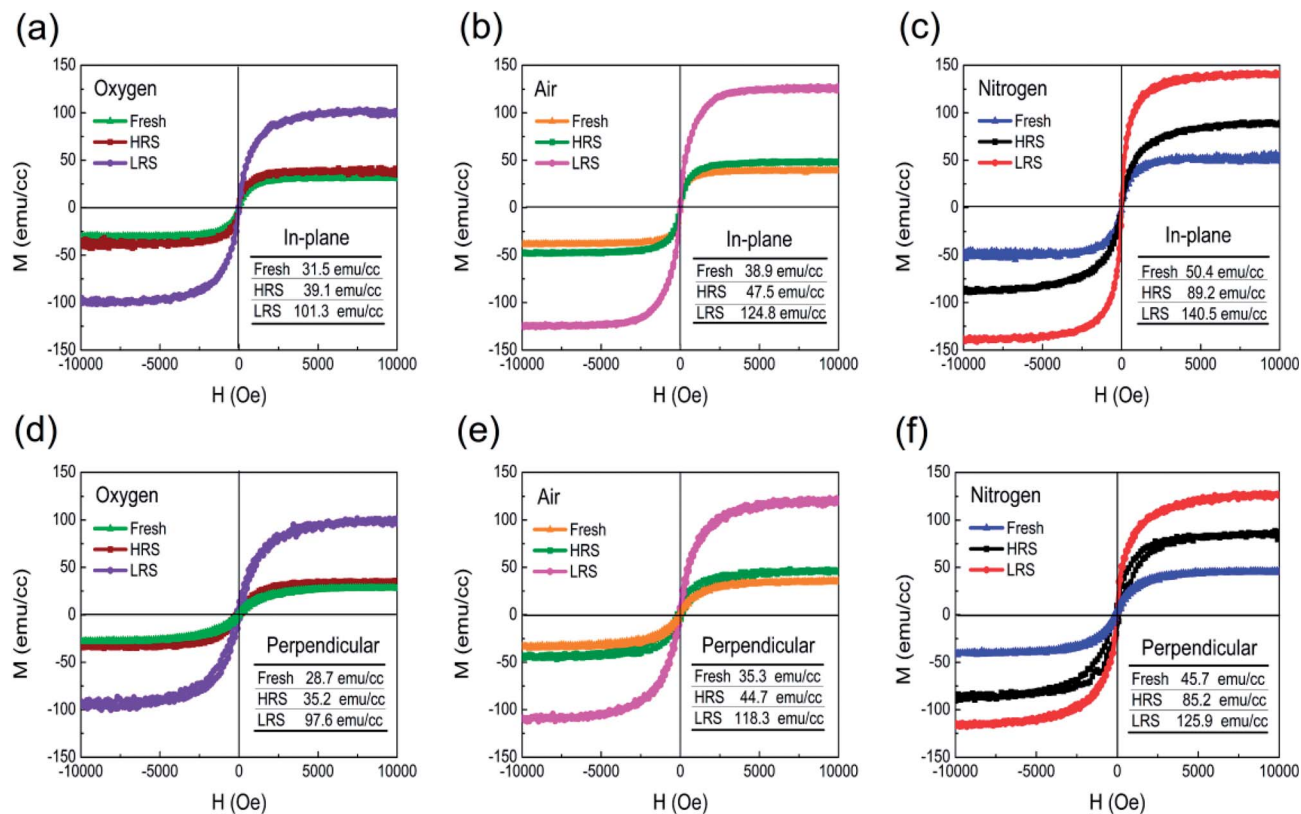 (a)
Oxygen
Fresh
HRS
LRS
150
100
50
0
-50
-100
-150
M (emu/cc)
In-plane
Fresh 31.5 emu/cc
HRS 39.1 emu/cc
LRS 101.3 emu/cc
-10000 -5000 0 5000 10000
H (Oe)
(b)
Air
Fresh
HRS
LRS
150
100
50
0
-50
-100
-150
M (emu/cc)
In-plane
Fresh 38.9 emu/cc
HRS 47.5 emu/cc
LRS 124.8 emu/cc
-10000 -5000 0 5000 10000
H (Oe)
(c)
Nitrogen
Fresh
HRS
LRS
150
100
50
0
-50
-100
-150
M (emu/cc)
In-plane
Fresh 50.4 emu/cc
HRS 89.2 emu/cc
LRS 140.5 emu/cc
-10000 -5000 0 5000 10000
H (Oe)
(d)
Oxygen
Fresh
HRS
LRS
150
100
50
0
-50
-100
-150
M (emu/cc)
Perpendicular
Fresh 28.7 emu/cc
HRS 35.2 emu/cc
LRS 97.6 emu/cc
-10000 -5000 0 5000 10000
H (Oe)
(e)
Air
Fresh
HRS
LRS
150
100
50
0
-50
-100
-150
M (emu/cc)
Perpendicular
Fresh 35.3 emu/cc
HRS 44.7 emu/cc
LRS 118.3 emu/cc
-10000 -5000 0 5000 10000
H (Oe)
(f)
Nitrogen
Fresh
HRS
LRS
150
100
50
0
-50
-100
-150
M (emu/cc)
Perpendicular
Fresh 45.7 emu/cc
HRS 85.2 emu/cc
LRS 125.9 emu/cc
-10000 -5000 0 5000 10000
H (Oe)